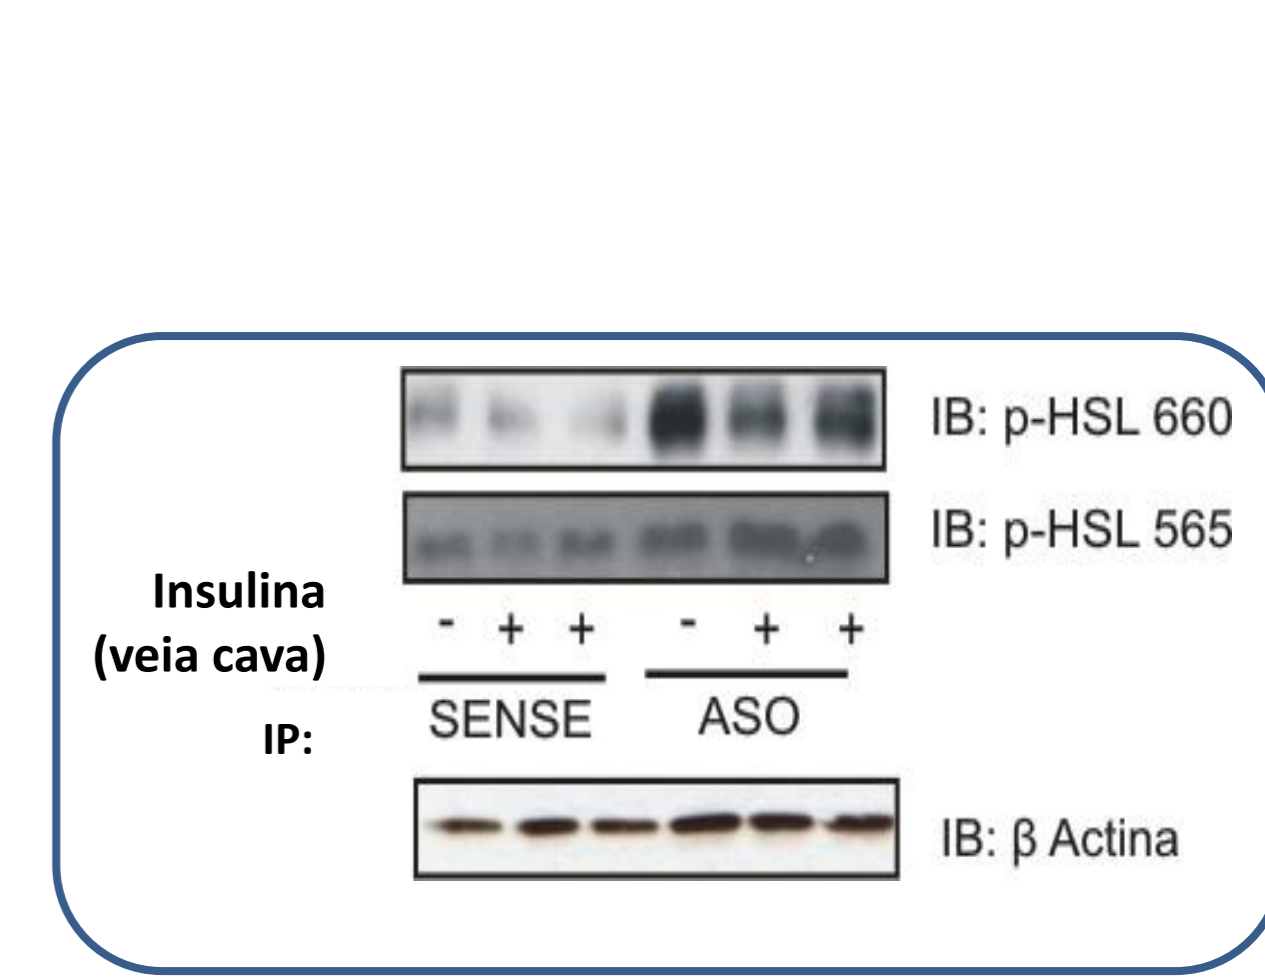 IB: p-HSL 660
IB: p-HSL 565
Insulina
(veia cava)
- + + - + +
SENSE ASO
IP:
IB: β Actina